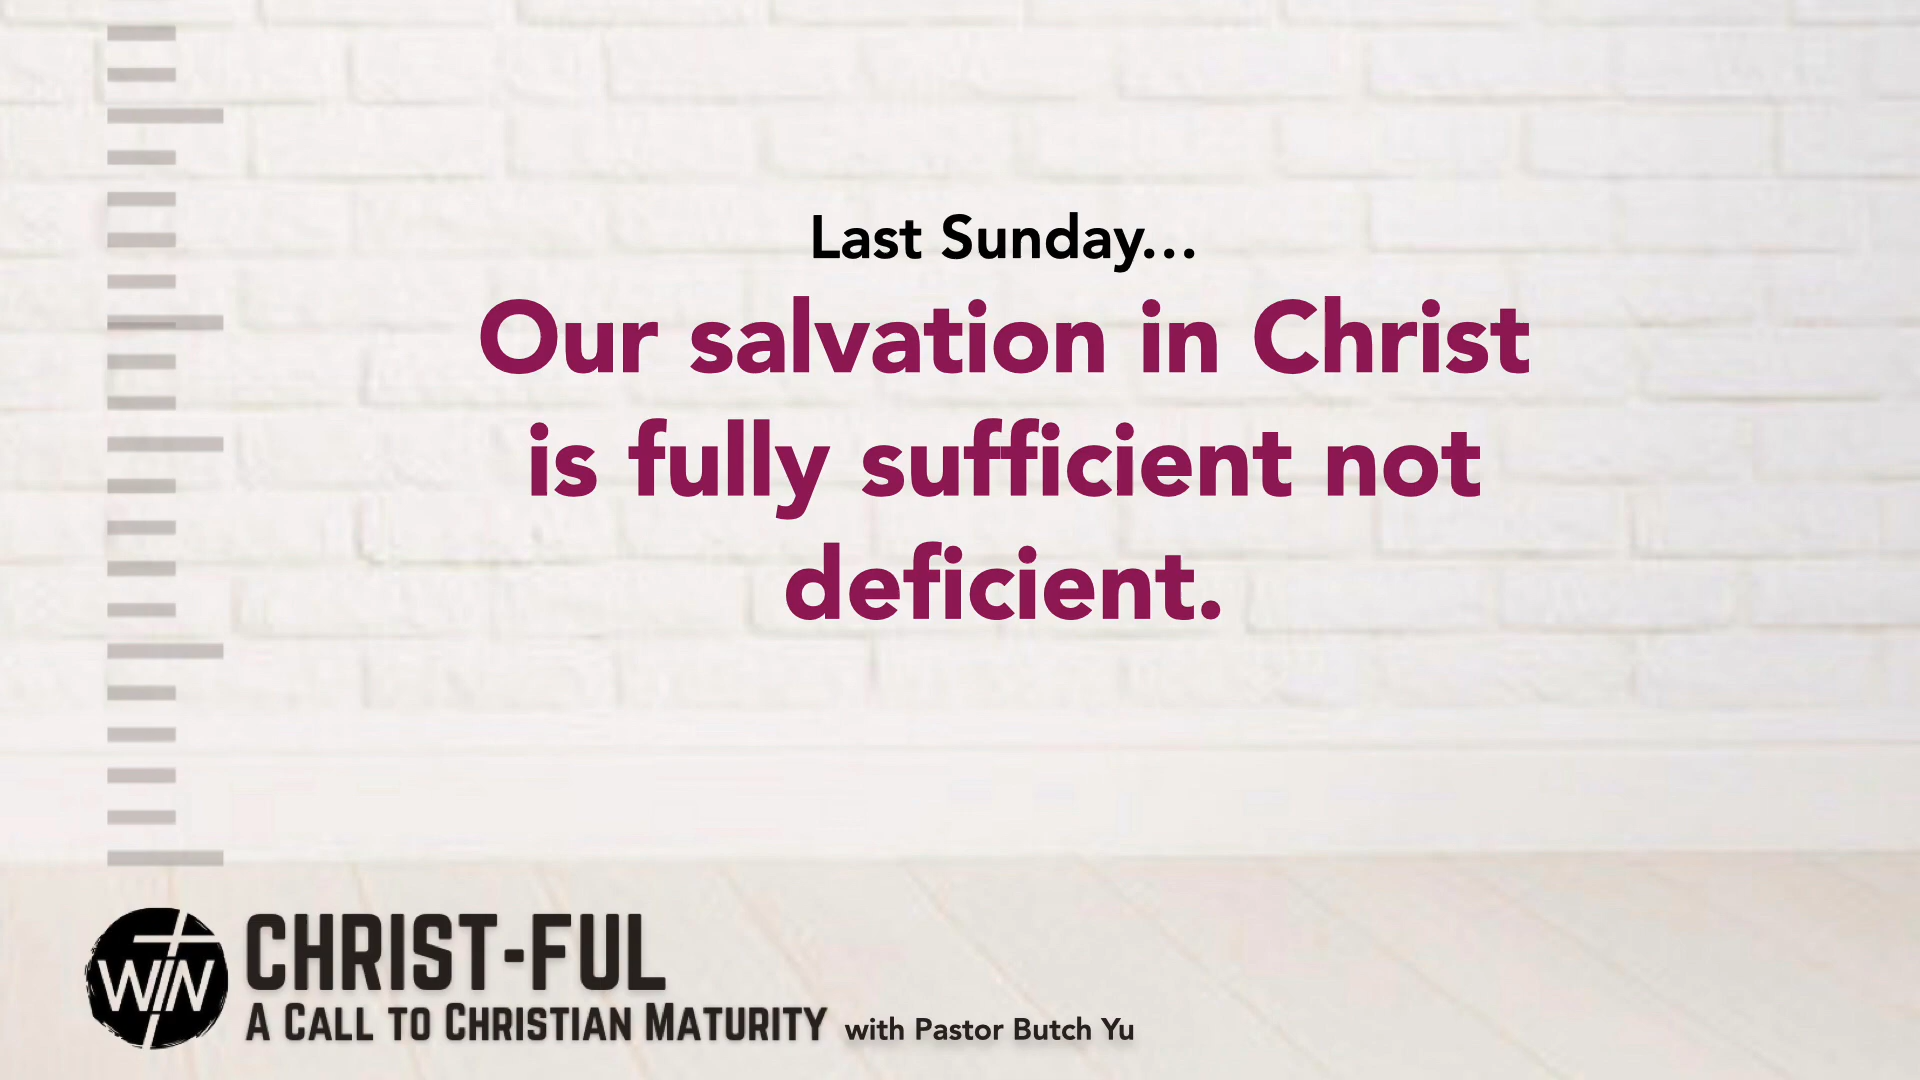 Last Sunday...
Our salvation in Christ
is fully sufficient not
deficient.
WIN
CHRIST-FUL
A CALL TO CHRISTIAN MATURITY with Pastor Butch Yu